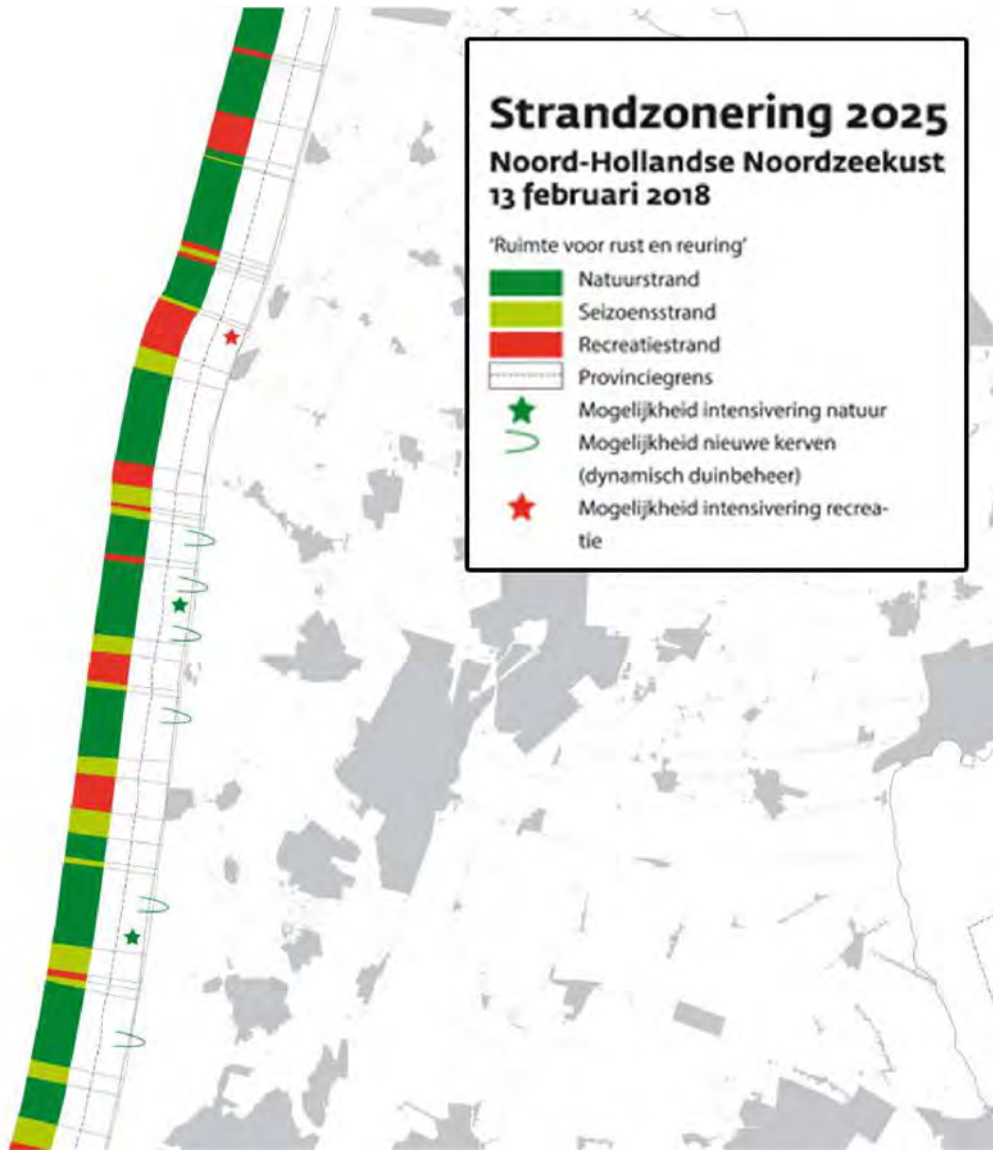 Strandzonering 2025
Noord-Hollandse Noordzeekust
13 februari 2018
'Ruimte voor rust en reuring'
Natuurstrand
Seizoensstrand
Recreatiestrand
Provinciegrens
Mogelijkheid intensivering natuur
Mogelijkheid nieuwe kerven
(dynamisch duinbeheer)
Mogelijkheid intensivering recrea-
tie